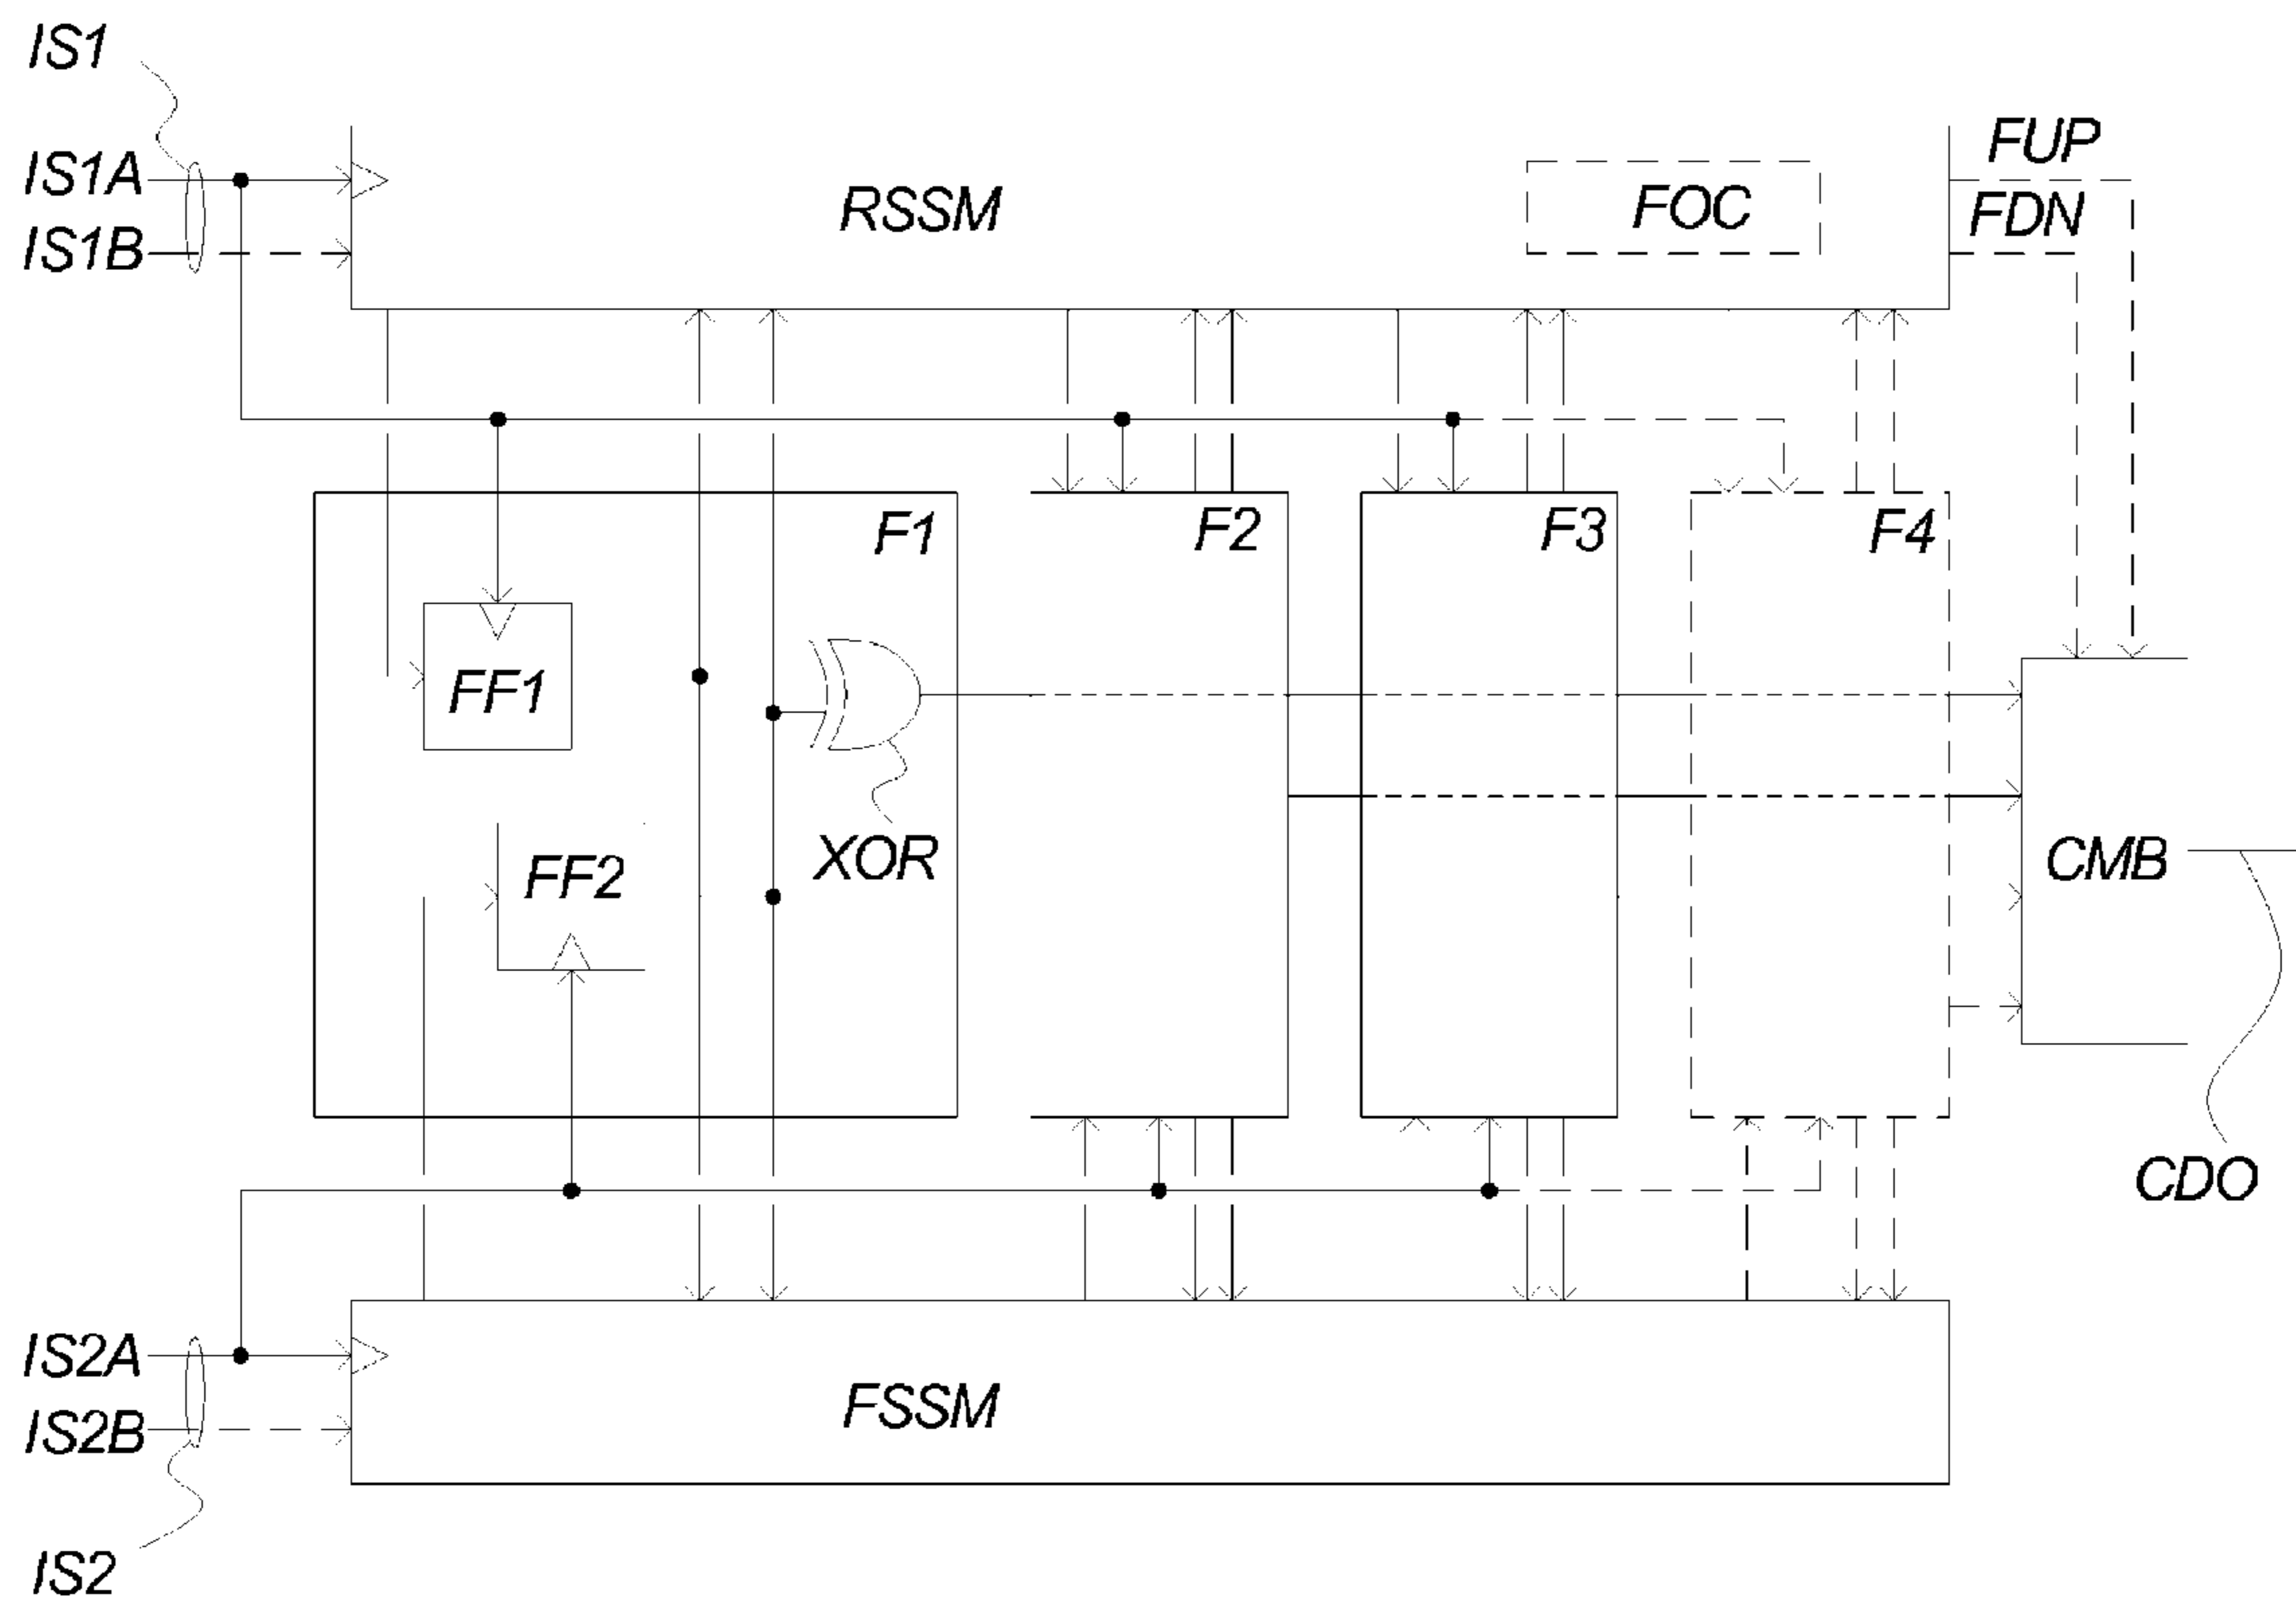 IS1
IS1A
IS1B
RSSM
FOC
FUP
FDN
F1
F2
F3
F4
FF1
FF2
XOR
CMB
CDO
IS2A
IS2B
FSSM
IS2